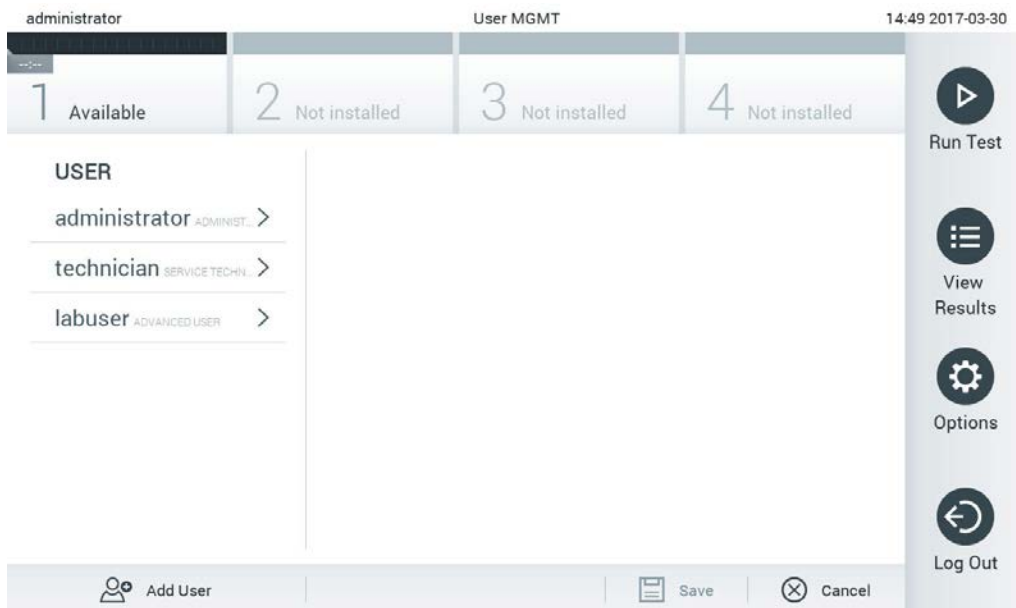 administrator User MGMT 14:49 2017-03-30
--:--
1 Available 2 Not installed 3 Not installed 4 Not installed
Run Test
USER
administrator ADMINIST...
technician SERVICE TECHN...
labuser ADVANCED USER
View
Results
Options
Log Out
Add User Save Cancel